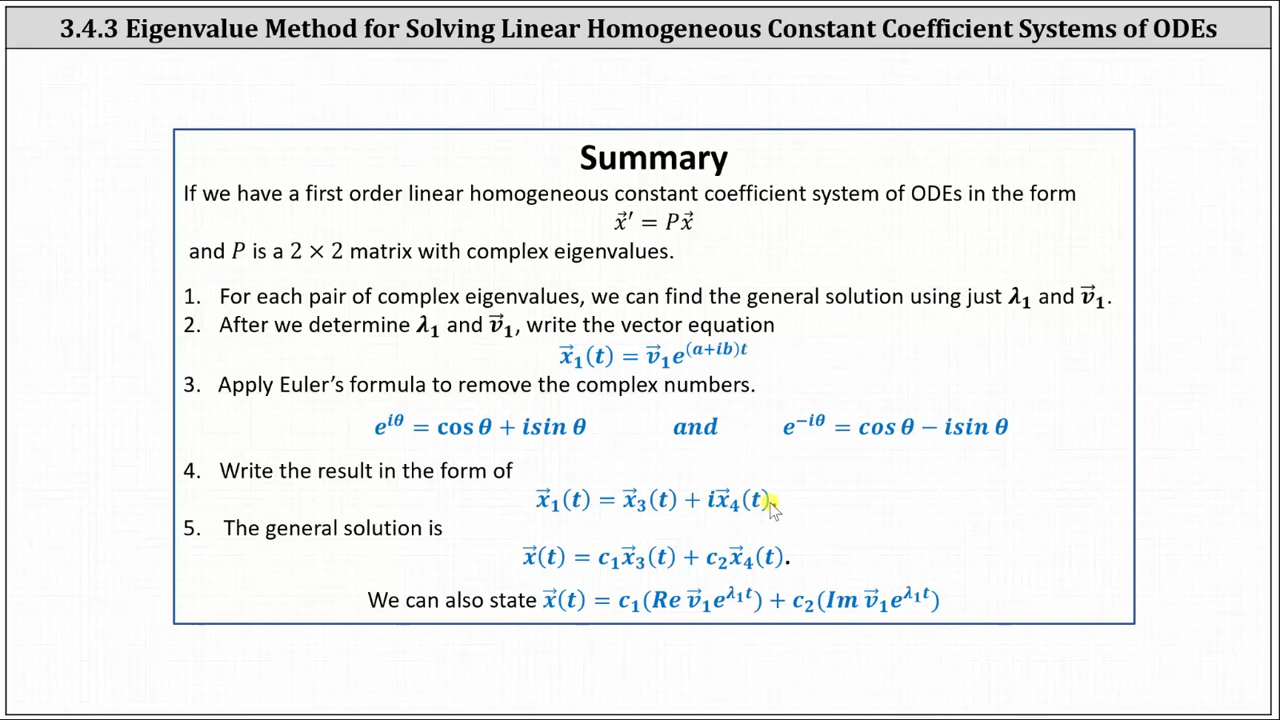 3.4.3 Eigenvalue Method for Solving Linear Homogeneous Constant Coefficient Systems of ODEs
Summary
If we have a first order linear homogeneous constant coefficient system of ODEs in the form
x⃗′ = Px⃗
and P is a 2 × 2 matrix with complex eigenvalues.
1. For each pair of complex eigenvalues, we can find the general solution using just λ₁ and v⃗₁.
2. After we determine λ₁ and v⃗₁, write the vector equation
x⃗₁(t) = v⃗₁e^(a+ib)t
3. Apply Euler's formula to remove the complex numbers.
e^iθ = cos θ + isin θ and e^−iθ = cos θ − isin θ
4. Write the result in the form of
x⃗₁(t) = x⃗₃(t) + ix⃗₄(t).
5. The general solution is
x⃗(t) = c₁x⃗₃(t) + c₂x⃗₄(t).
We can also state x⃗(t) = c₁(Re v⃗₁e^λ₁t) + c₂(Im v⃗₁e^λ₁t)